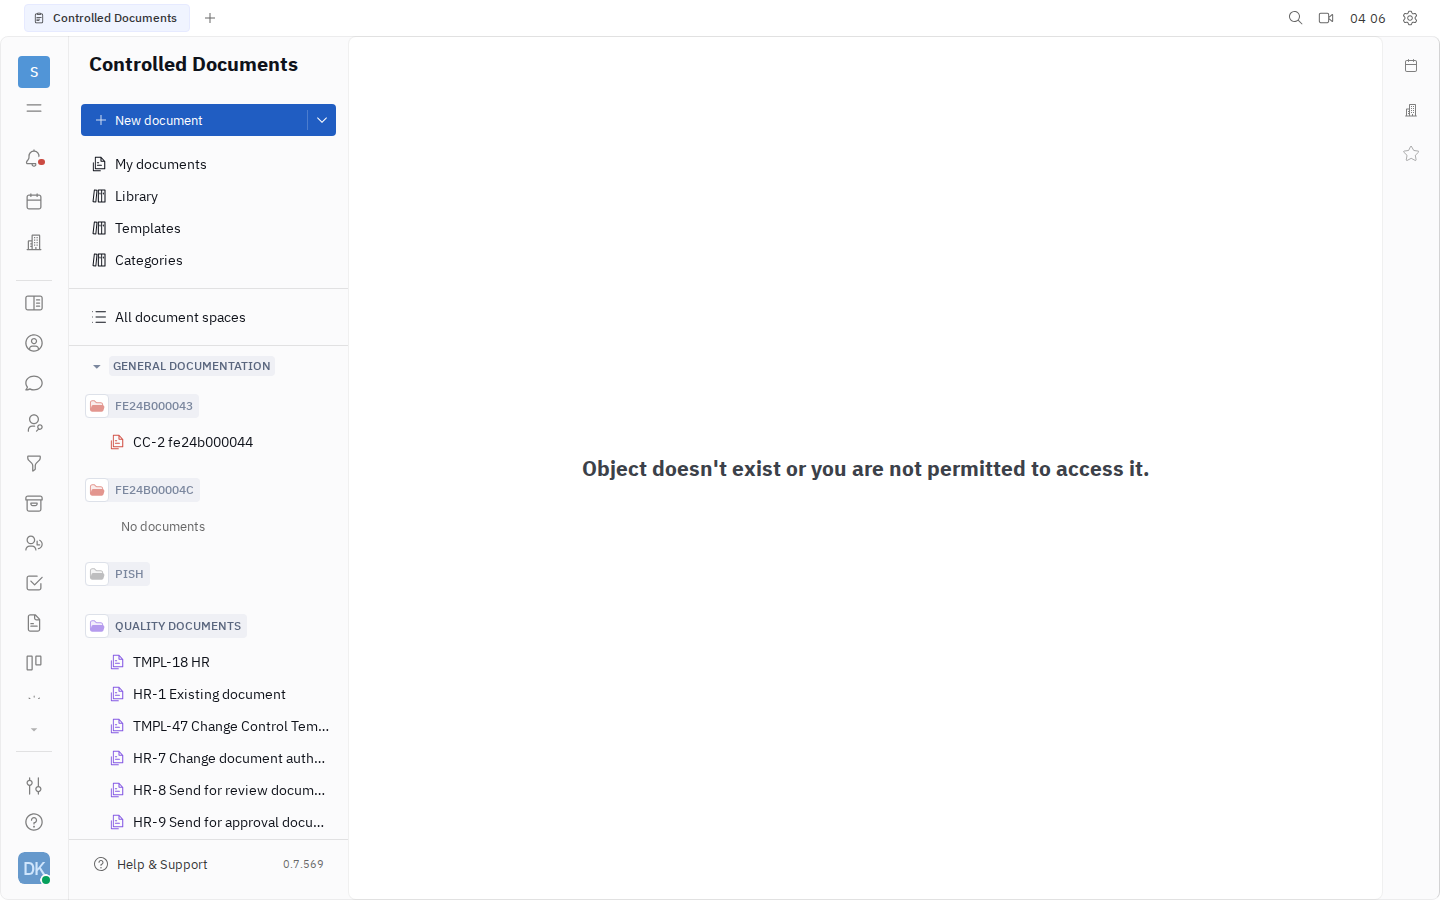 Controlled Documents
04 06
S
Controlled Documents
New document
My documents
Library
Templates
Categories
All document spaces
GENERAL DOCUMENTATION
FE24B000043
CC-2 fe24b000044
FE24B00004C
No documents
PISH
QUALITY DOCUMENTS
TMPL-18 HR
HR-1 Existing document
TMPL-47 Change Control Tem...
HR-7 Change document auth...
HR-8 Send for review docum...
HR-9 Send for approval docu...
Help & Support
0.7.569
DK
Object doesn't exist or you are not permitted to access it.